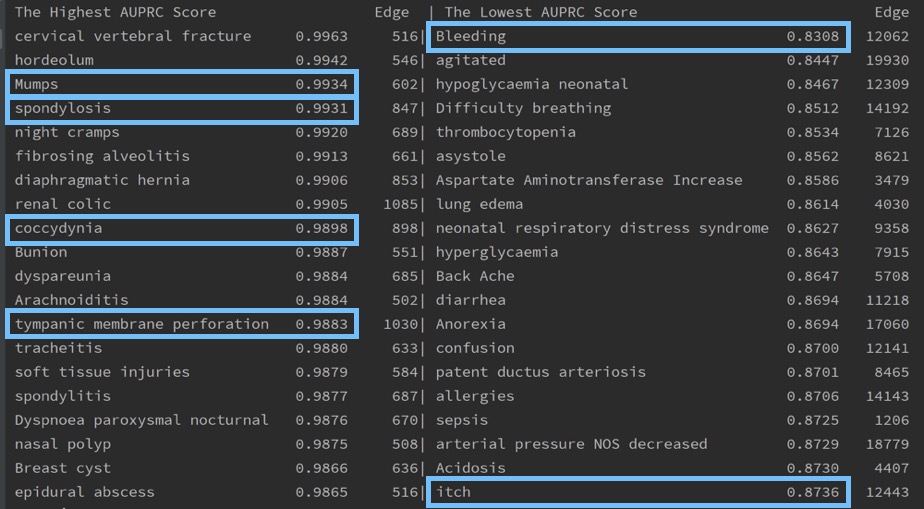 The Highest AUPRC Score Edge | The Lowest AUPRC Score Edge
cervical vertebral fracture 0.9963 516| Bleeding 0.8308 12062
hordeolum 0.9942 546| agitated 0.8447 19930
Mumps 0.9934 602| hypoglycaemia neonatal 0.8467 12309
spondylosis 0.9931 847| Difficulty breathing 0.8512 14192
night cramps 0.9920 689| thrombocytopenia 0.8534 7126
fibrosing alveolitis 0.9913 661| asystole 0.8562 8621
diaphragmatic hernia 0.9906 853| Aspartate Aminotransferase Increase 0.8586 3479
renal colic 0.9905 1085| lung edema 0.8614 4030
coccydynia 0.9898 898| neonatal respiratory distress syndrome 0.8627 9358
Bunion 0.9887 551| hyperglycaemia 0.8643 7915
dyspareunia 0.9884 685| Back Ache 0.8647 5708
Arachnoiditis 0.9884 502| diarrhea 0.8694 11218
tympanic membrane perforation 0.9883 1030| Anorexia 0.8694 17060
tracheitis 0.9880 633| confusion 0.8700 12141
soft tissue injuries 0.9879 584| patent ductus arteriosis 0.8701 8465
spondylitis 0.9877 687| allergies 0.8706 14143
Dyspnoea paroxysmal nocturnal 0.9876 670| sepsis 0.8725 1206
nasal polyp 0.9875 508| arterial pressure NOS decreased 0.8729 18779
Breast cyst 0.9866 636| Acidosis 0.8730 4407
epidural abscess 0.9865 516| itch 0.8736 12443